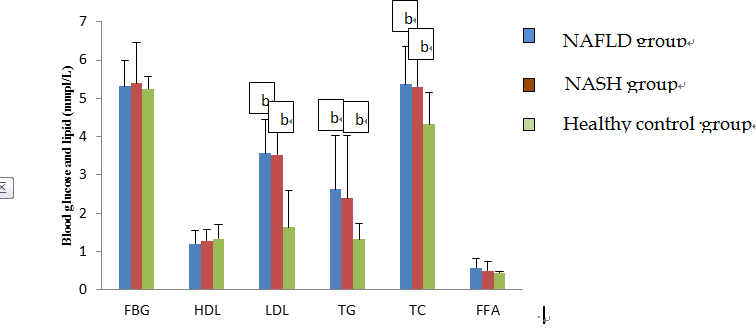 7
6
5
4
3
2
1
0
Blood glucose and lipid (mmpl/L)
b
b
b
b
b
b
FBG HDL LDL TG TC FFA
NAFLD group
NASH group
Healthy control group